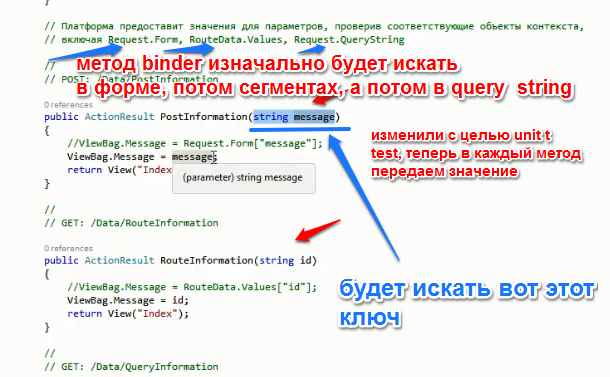 }
// Платформа предоставит значения для параметров, проверив соответствующие объекты контекста,
// включая Request.Form, RouteData.Values, Request.QueryString
метод binder изначально будет искать
//
в форме, потом сегментах, а потом в query string
// POST: /Data/PostInformation
0 references
public ActionResult PostInformation(string message)
{
//ViewBag.Message = Request.Form["message"];
ViewBag.Message = message;
return View("Index
(parameter) string message
}
изменили с целью unit t
test, теперь в каждый метод
передаем значение
//
// GET: /Data/RouteInformation
0 references
public ActionResult RouteInformation(string id)
{
//ViewBag.Message = RouteData.Values["id"];
ViewBag.Message = id;
return View("Index");
}
будет искать вот этот
ключ
//
// GET: /Data/QueryInformation